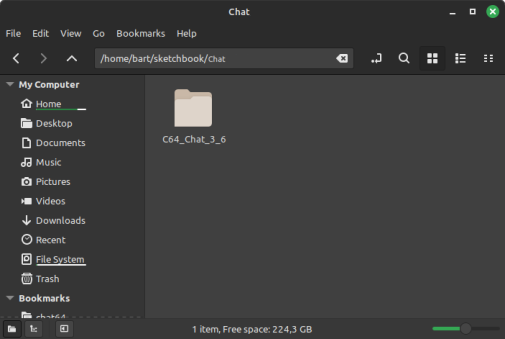 Chat
File Edit View Go Bookmarks Help
/home/bart/sketchbook/Chat
My Computer
Home
Desktop
Documents
Music
Pictures
Videos
Downloads
Recent
File System
Trash
Bookmarks
chat64
C64_Chat_3_6
1 item, Free space: 224,3 GB